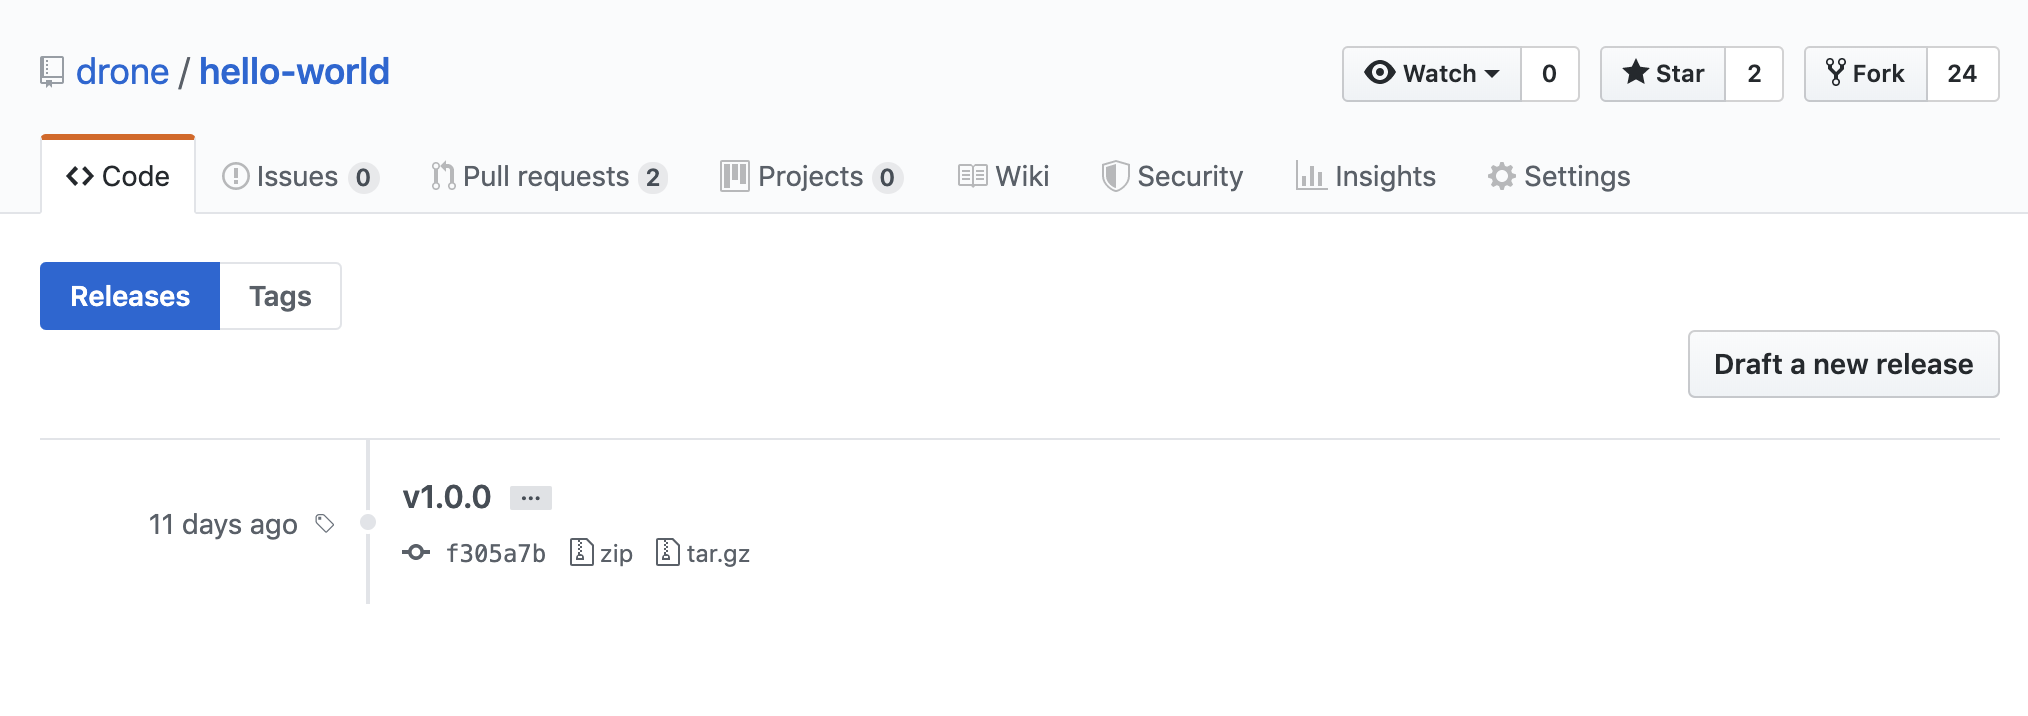 drone / hello-world
Watch 0 Star 2 Fork 24
Code Issues 0 Pull requests 2 Projects 0 Wiki Security Insights Settings
Releases Tags
Draft a new release
v1.0.0 ...
11 days ago
f305a7b zip tar.gz